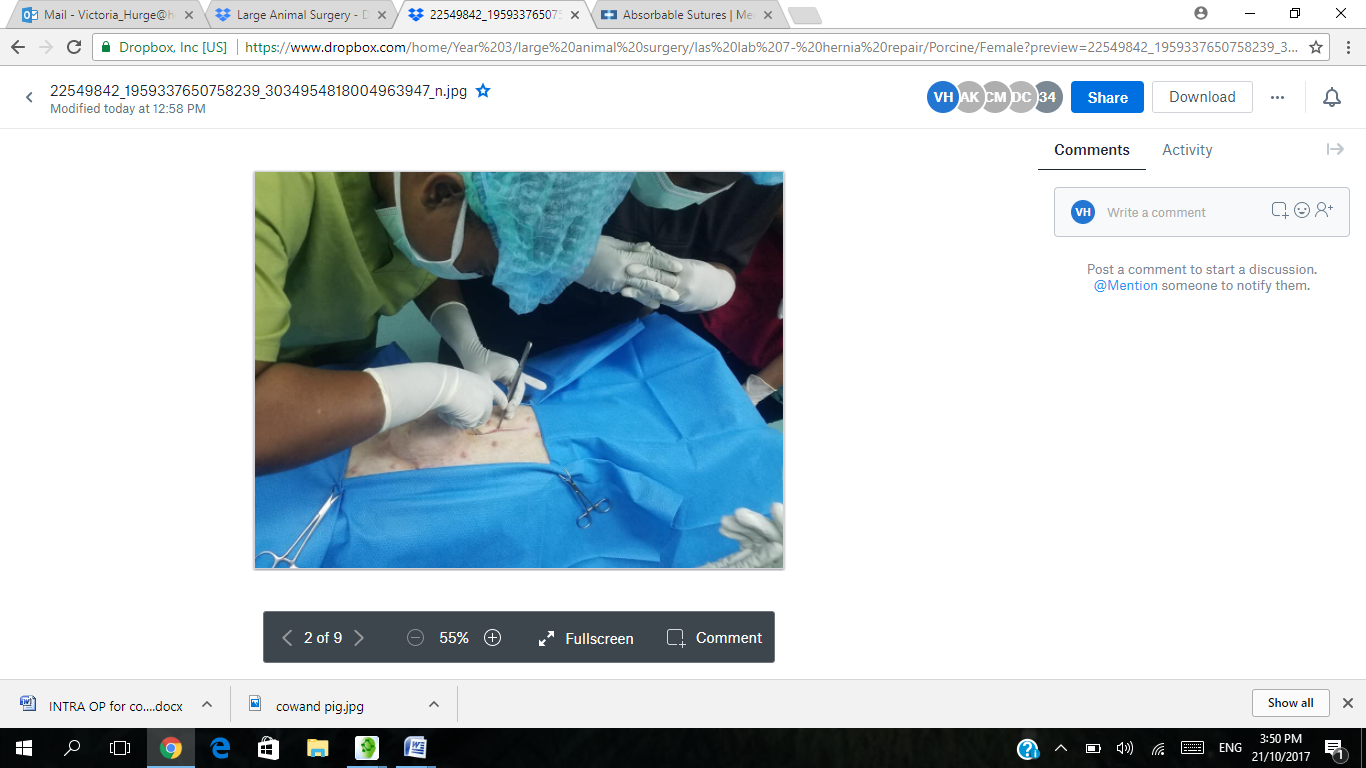 Mail - Victoria_Hurge@h
Large Animal Surgery - D
22549842_195933765075
Absorbable Sutures | Me
Dropbox, Inc [US]
https://www.dropbox.com/home/Year%203/large%20animal%20surgery/las%20lab%207-%20hernia%20repair/Porcine/Female?preview=22549842_1959337650758239_3...
22549842_1959337650758239_3034954818004963947_n.jpg
Modified today at 12:58 PM
VH AK CM DC 34
Share
Download
Comments
Activity
VH
Write a comment
Post a comment to start a discussion.
@Mention someone to notify them.
2 of 9
55%
Fullscreen
Comment
INTRA OP for co....docx
cowand pig.jpg
Show all
ENG
3:50 PM
21/10/2017
1